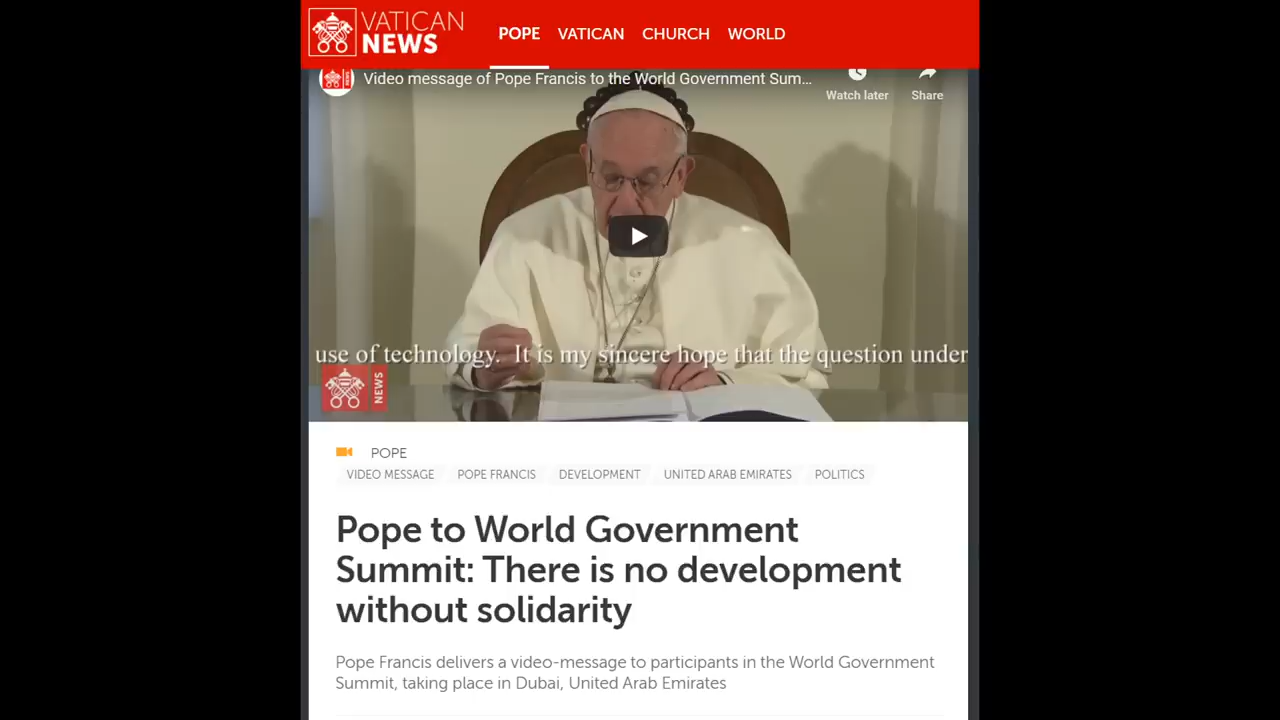 VATICAN
NEWS
POPE VATICAN CHURCH WORLD
Video message of Pope Francis to the World Government Sum...
Watch later Share
use of technology. It is my sincere hope that the question under
NEWS
POPE
VIDEO MESSAGE POPE FRANCIS DEVELOPMENT UNITED ARAB EMIRATES POLITICS
Pope to World Government
Summit: There is no development
without solidarity
Pope Francis delivers a video-message to participants in the World Government
Summit, taking place in Dubai, United Arab Emirates